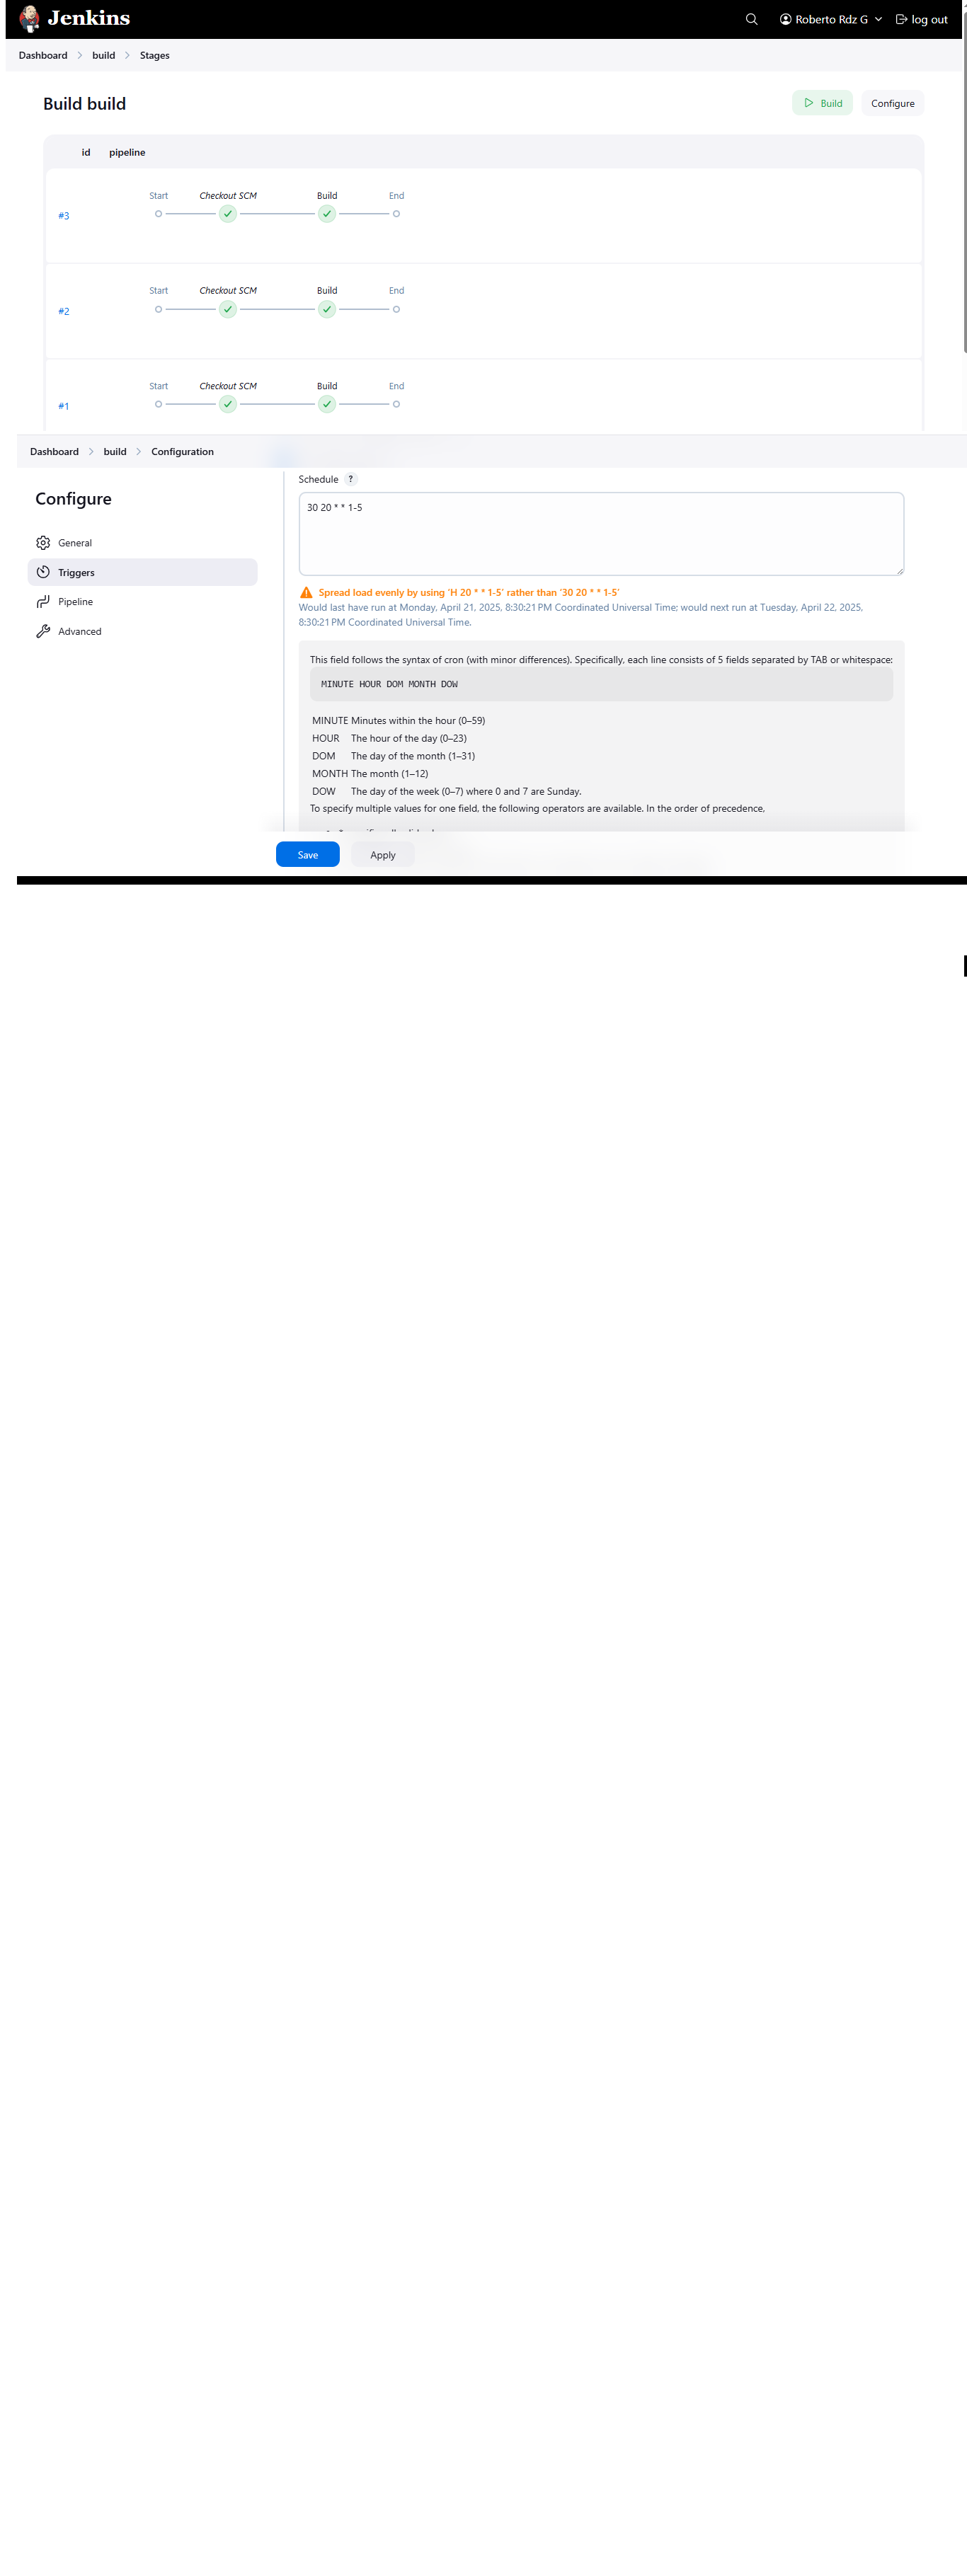 Jenkins
Roberto Rdz G
log out
Dashboard > build > Stages
Build build
Build
Configure
id pipeline
Start Checkout SCM Build End
#3
Start Checkout SCM Build End
#2
Start Checkout SCM Build End
#1
Dashboard > build > Configuration
Configure
General
Triggers
Pipeline
Advanced
Schedule ?
30 20 * * 1-5
Spread load evenly by using 'H 20 * * 1-5' rather than '30 20 * * 1-5'
Would last have run at Monday, April 21, 2025, 8:30:21 PM Coordinated Universal Time; would next run at Tuesday, April 22, 2025,
8:30:21 PM Coordinated Universal Time.
This field follows the syntax of cron (with minor differences). Specifically, each line consists of 5 fields separated by TAB or whitespace:
MINUTE HOUR DOM MONTH DOW
MINUTE Minutes within the hour (0–59)
HOUR The hour of the day (0–23)
DOM The day of the month (1–31)
MONTH The month (1–12)
DOW The day of the week (0–7) where 0 and 7 are Sunday.
To specify multiple values for one field, the following operators are available. In the order of precedence,
Save
Apply